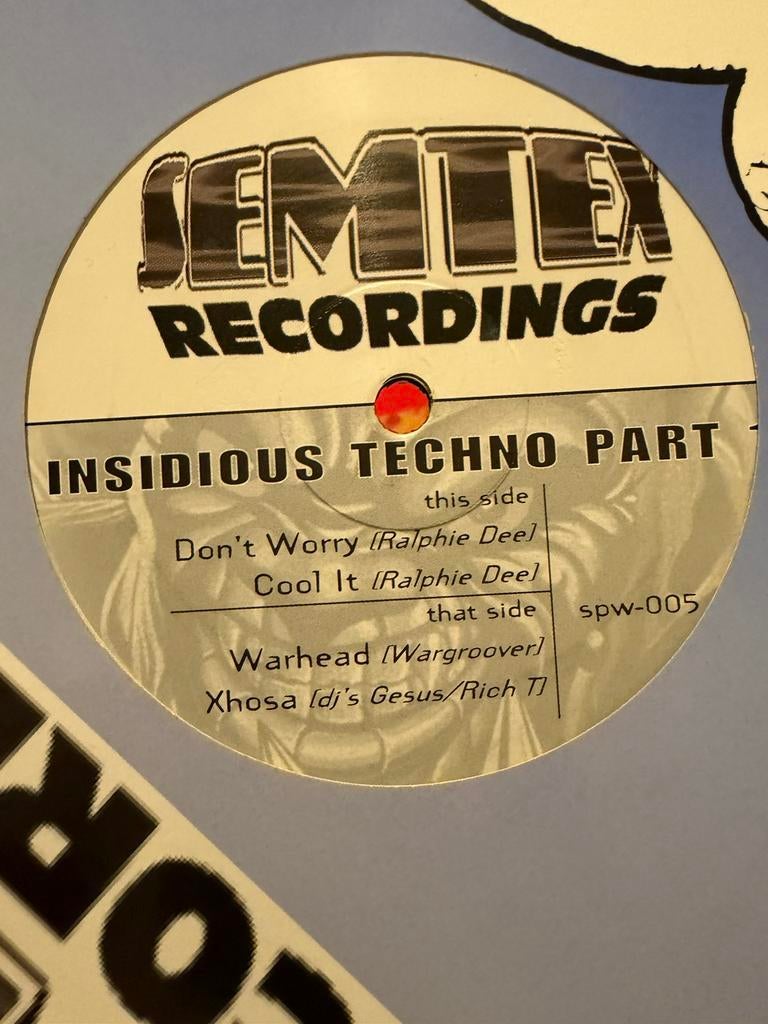 SEMTEX
RECORDINGS
INSIDIOUS TECHNO PART
this side
Don't Worry [Ralphie Dee]
Cool It [Ralphie Dee]
that side
spw-005
Warhead [Wargroover]
Xhosa [dj's Gesus/Rich T]